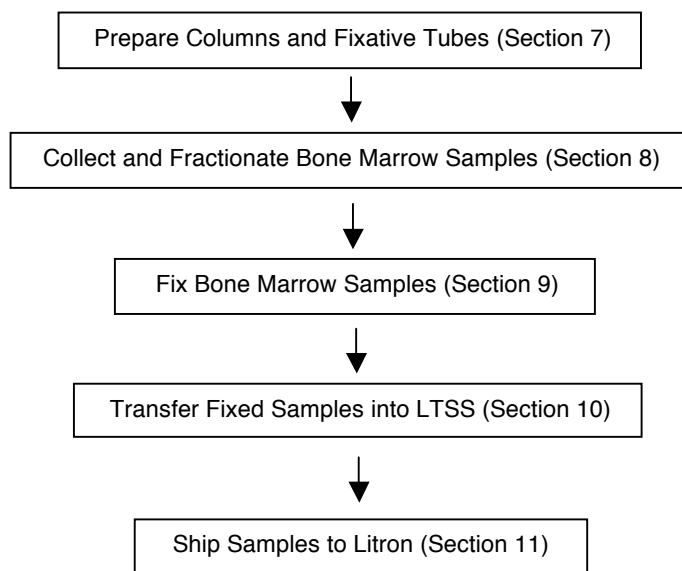 Prepare Columns and Fixative Tubes (Section 7)
Collect and Fractionate Bone Marrow Samples (Section 8)
Fix Bone Marrow Samples (Section 9)
Transfer Fixed Samples into LTSS (Section 10)
Ship Samples to Litron (Section 11)